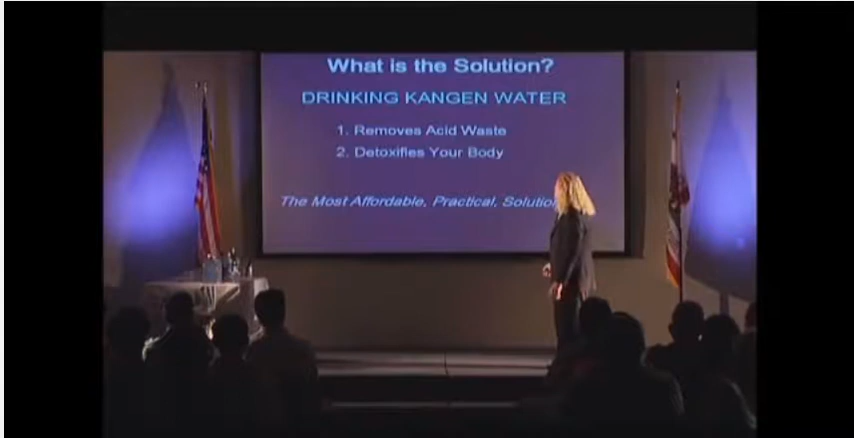 What is the Solution?
DRINKING KANGEN WATER
1. Removes Acid Waste
2. Detoxifies Your Body
The Most Affordable, Practical, Solution